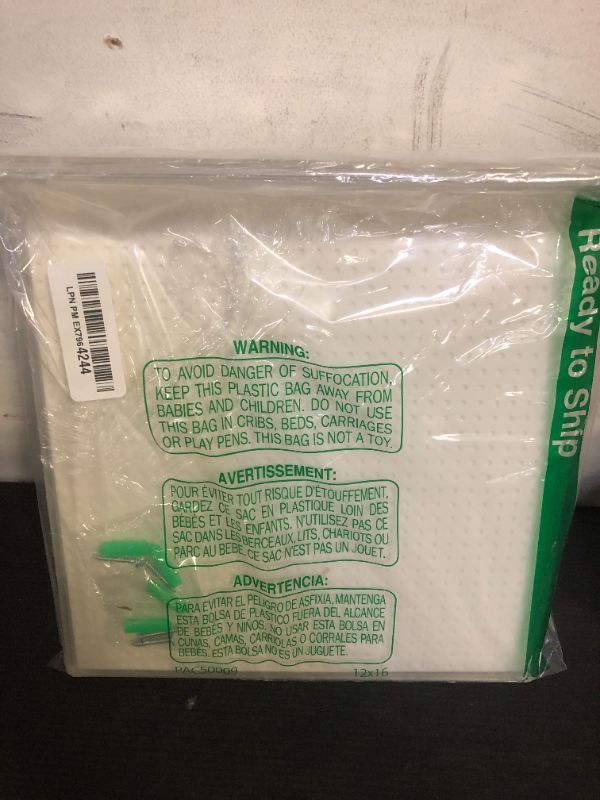 Ready to Ship
LPN PM EX7964244
WARNING:
TO AVOID DANGER OF SUFFOCATION,
KEEP THIS PLASTIC BAG AWAY FROM
BABIES AND CHILDREN. DO NOT USE
THIS BAG IN CRIBS, BEDS, CARRIAGES
OR PLAY PENS. THIS BAG IS NOT A TOY.
AVERTISSEMENT:
POUR ÉVITER TOUT RISQUE D'ÉTOUFFEMENT,
GARDEZ CE SAC EN PLASTIQUE LOIN DES
BÉBÉS ET LES ENFANTS. N'UTILISEZ PAS CE
SAC DANS LES BERCEAUX, LITS, CHARIOTS OU
PARC AU BEBE, CE SAC N'EST PAS UN JOUET.
ADVERTENCIA:
PARA EVITAR EL PELIGRO DE ASFIXIA, MANTENGA
ESTA BOLSA DE PLASTICO FUERA DEL ALCANCE
DE BEBÉS Y NIÑOS. NO USAR ESTA BOLSA EN
CUNAS, CAMAS, CARRIOLAS O CORRALES PARA
BEBES, ESTA BOLSA NO ES UN JUGUETE.
PAC50069 12x16